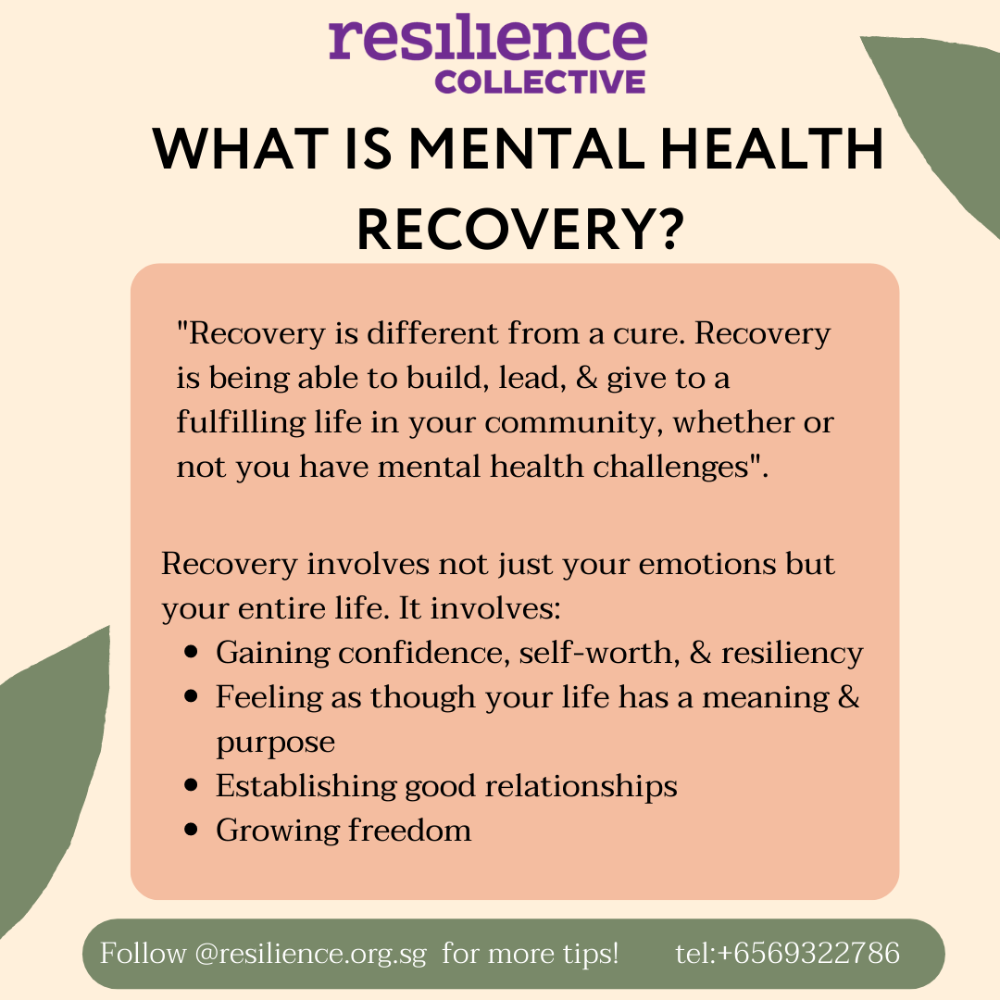 resilience
COLLECTIVE
WHAT IS MENTAL HEALTH
RECOVERY?
"Recovery is different from a cure. Recovery
is being able to build, lead, & give to a
fulfilling life in your community, whether or
not you have mental health challenges".
Recovery involves not just your emotions but
your entire life. It involves:
• Gaining confidence, self-worth, & resiliency
• Feeling as though your life has a meaning &
purpose
• Establishing good relationships
• Growing freedom
Follow @resilience.org.sg for more tips! tel:+6569322786